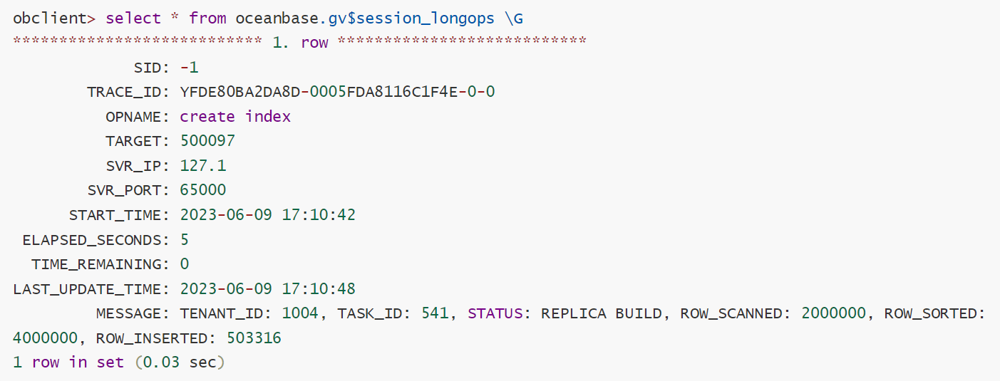 obclient> select * from oceanbase.gv$session_longops \G
*************************** 1. row ***************************
SID: -1
TRACE_ID: YFDE80BA2DA8D-0005FDA8116C1F4E-0-0
OPNAME: create index
TARGET: 500097
SVR_IP: 127.1
SVR_PORT: 65000
START_TIME: 2023-06-09 17:10:42
ELAPSED_SECONDS: 5
TIME_REMAINING: 0
LAST_UPDATE_TIME: 2023-06-09 17:10:48
MESSAGE: TENANT_ID: 1004, TASK_ID: 541, STATUS: REPLICA BUILD, ROW_SCANNED: 2000000, ROW_SORTED:
4000000, ROW_INSERTED: 503316
1 row in set (0.03 sec)